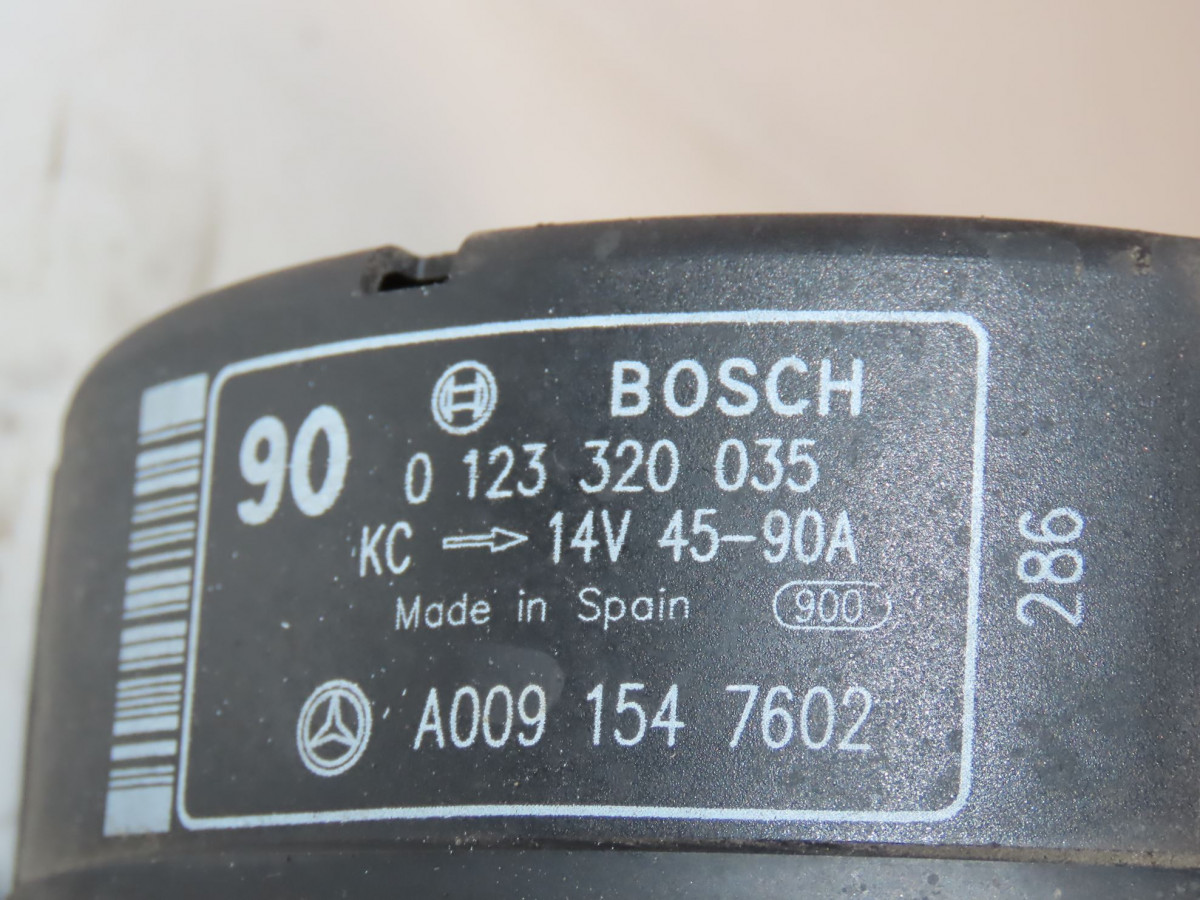 BOSCH
90
0 123 320 035
KC → 14V 45-90A
Made in Spain 900
A009 154 7602
286